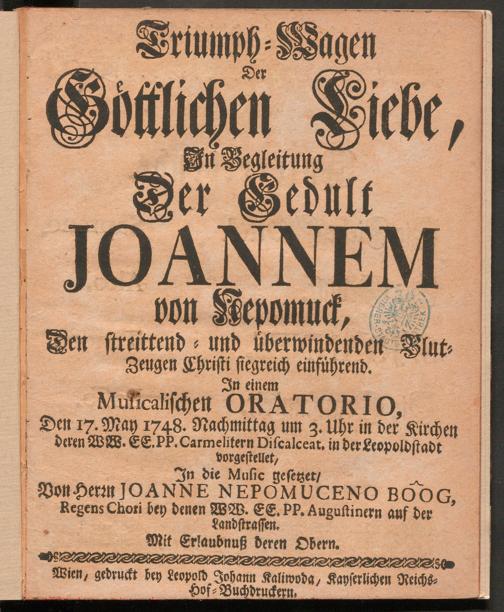 Triumph-Wagen
Der
Göttlichen Liebe,
In Begleitung
Der Gedult
JOANNEM
von Nepomuck,
Den streittend- und überwindenden Blut-
Zeugen Christi siegreich einführend.
In einem
Musicalischen ORATORIO,
Den 17. May 1748. Nachmittag um 3. Uhr in der Kirchen
deren WW. EE. PP. Carmelitern Discalceat. in der Leopoldstadt
vorgestellet,
In die Music gesetzet/
Von Herrn JOANNE NEPOMUCENO BOOG,
Regens Chori bey denen WW. EE. PP. Augustinern auf der
Landstrassen.
Mit Erlaubnuß deren Obern.
Wien, gedruckt bey Leopold Johann Kaliwoda, Kayserlichen Reichs-
Hof-Buchdruckern.